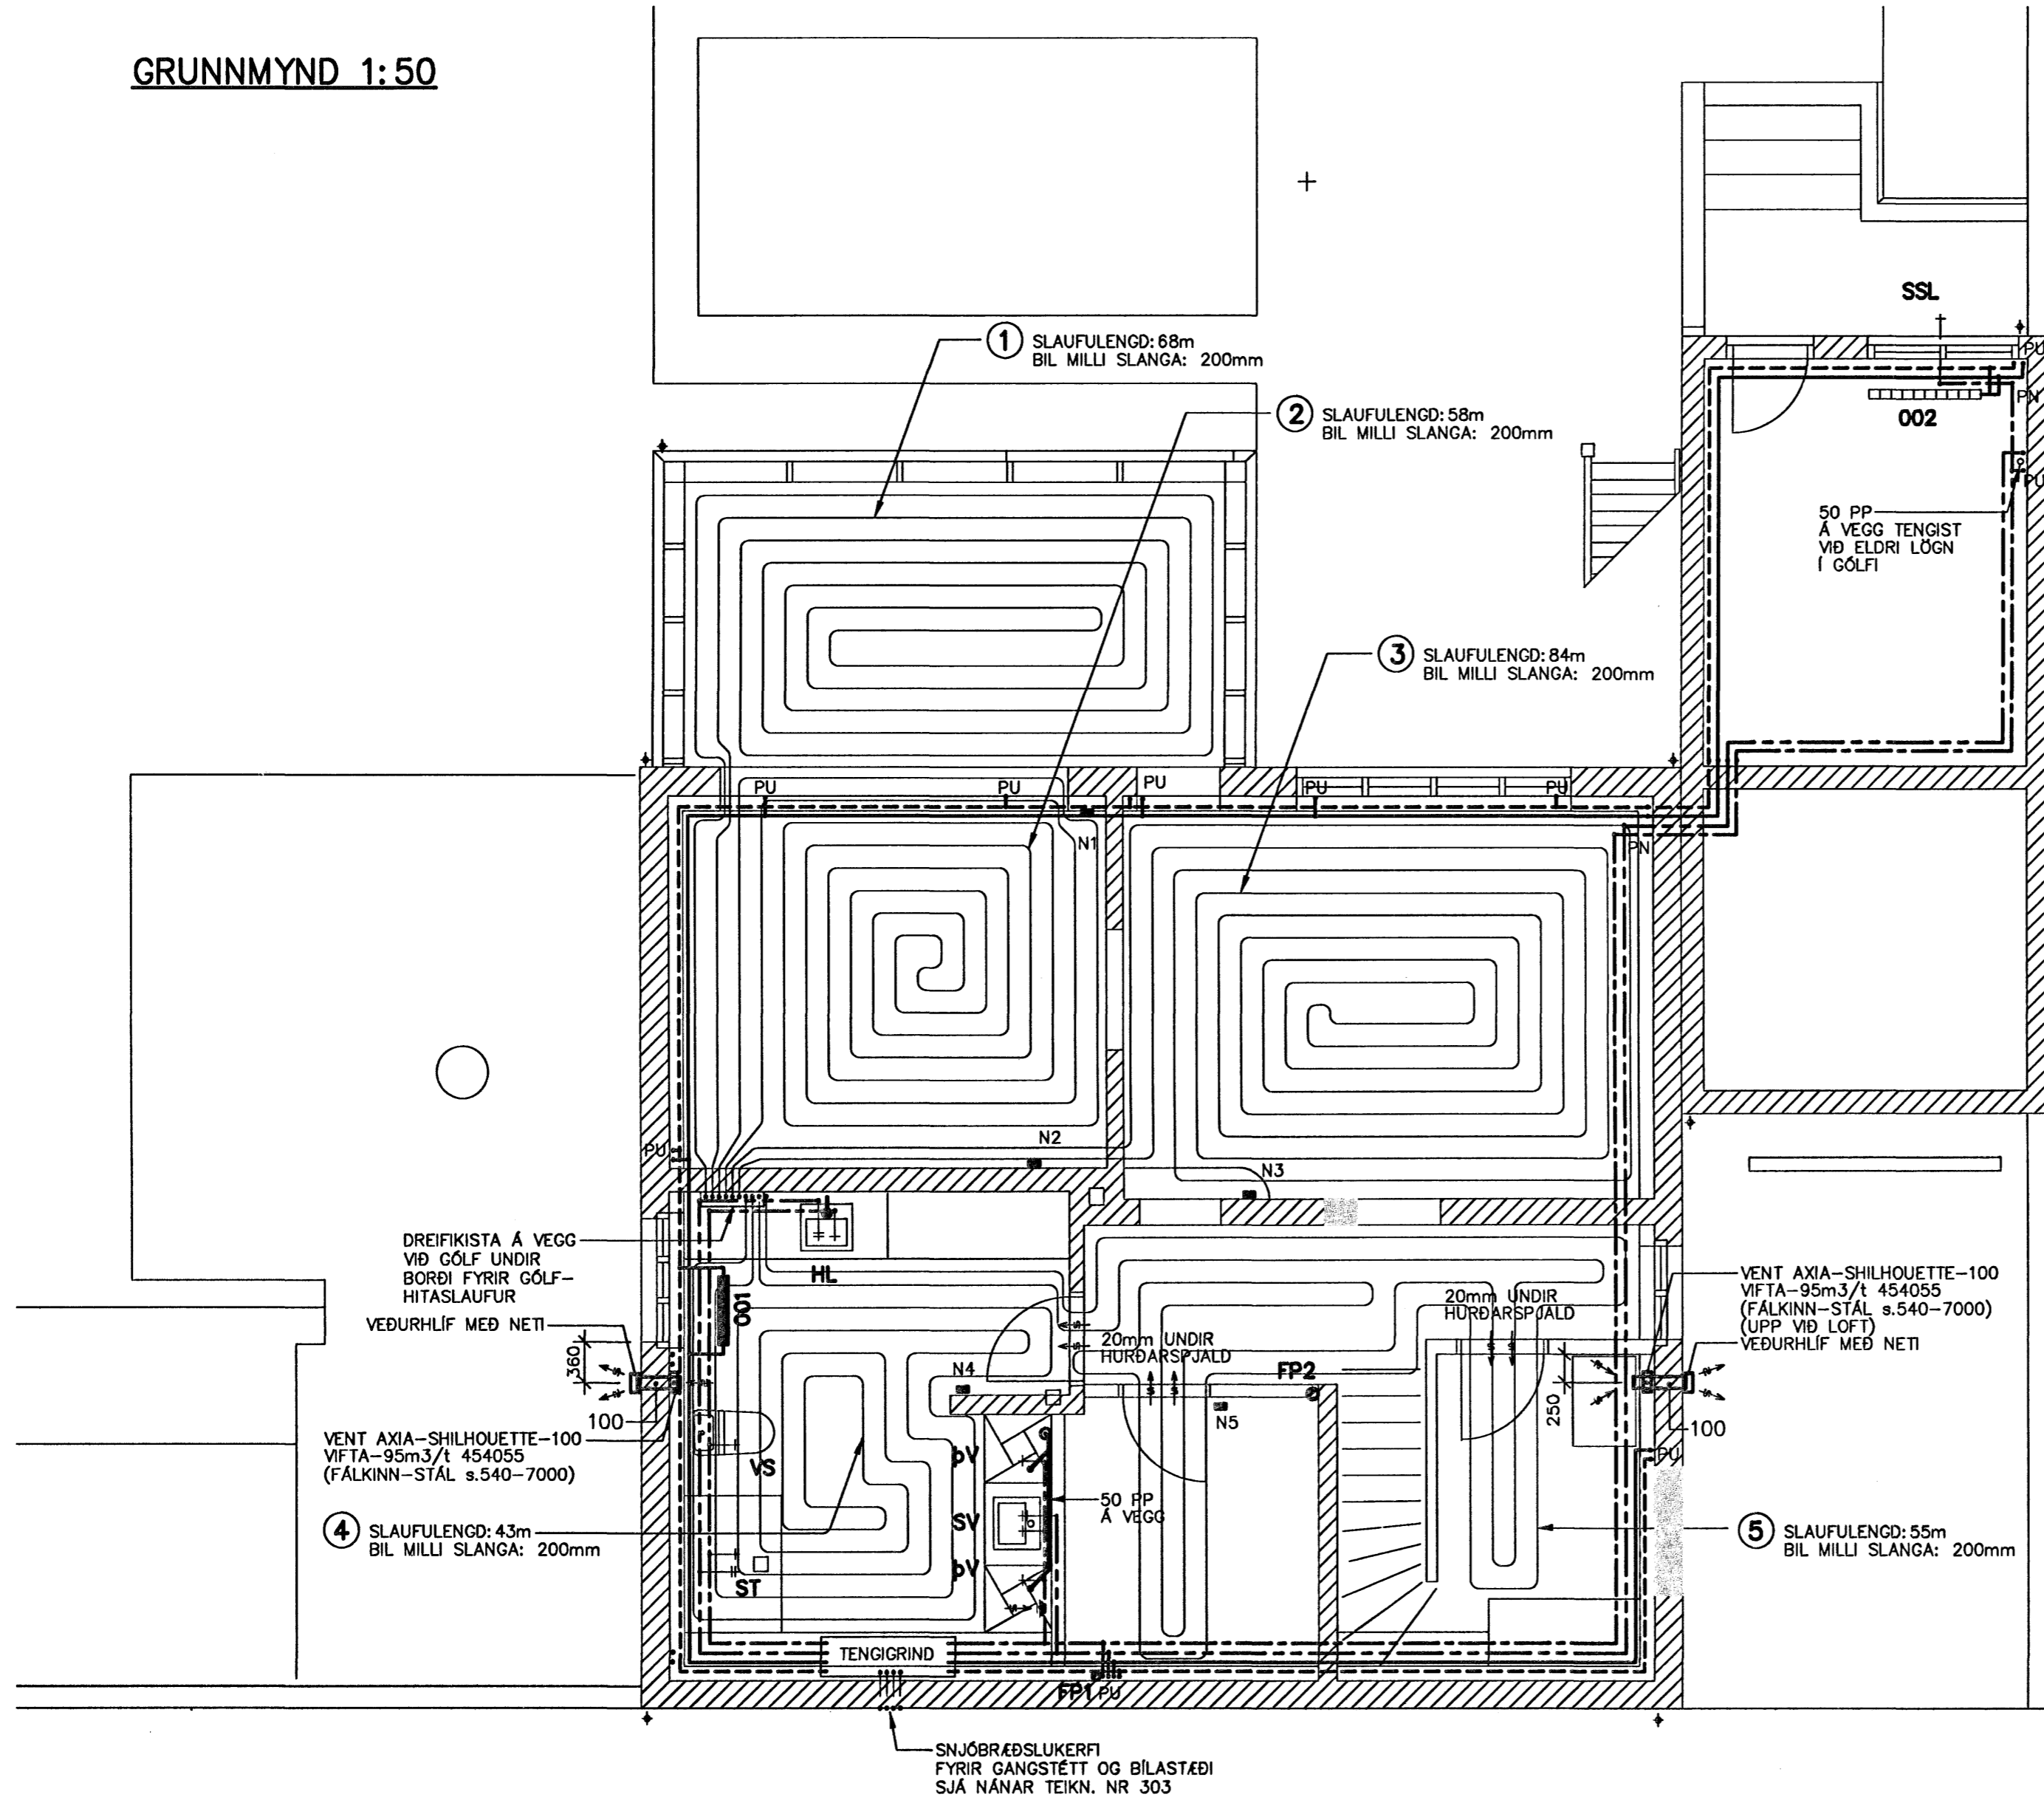 GRUNNMYND 1:50
SSL
1 SLAUFULENGD: 68m
BIL MILLI SLANGA: 200mm
PU
2 SLAUFULENGD: 58m
BIL MILLI SLANGA: 200mm
PN
002
PU
50 PP
Á VEGG TENGIST
VIÐ ELDRI LÖGN
Í GÓLFI
3 SLAUFULENGD: 84m
BIL MILLI SLANGA: 200mm
PU
PU
PU
PU
PU
N1
PN
N2
PU
N3
DREIFIKISTA Á VEGG
VIÐ GÓLF UNDIR
BORÐI FYRIR GÓLF-
HITASLAUFUR
HL
001
VEÐURHLÍF MEÐ NETI
360
100
VENT AXIA-SHILHOUETTE-100
VIFTA-95m3/t 454055
(FÁLKINN-STÁL s.540-7000)
20mm UNDIR
HURÐARSPJALD
20mm UNDIR
HURÐARSPJALD
VENT AXIA-SHILHOUETTE-100
VIFTA-95m3/t 454055
(FÁLKINN-STÁL s.540-7000)
(UPP VIÐ LOFT)
VEÐURHLÍF MEÐ NETI
N4
FP2
N5
250
100
PU
VS
ÞV
SV
ÞV
50 PP
Á VEGG
4 SLAUFULENGD: 43m
BIL MILLI SLANGA: 200mm
5 SLAUFULENGD: 55m
BIL MILLI SLANGA: 200mm
ST
TENGIGRIND
FP1 PU
SNJÓBRÆÐSLUKERFI
FYRIR GANGSTÉTT OG BÍLASTÆÐI
SJÁ NÁNAR TEIKN. NR 303